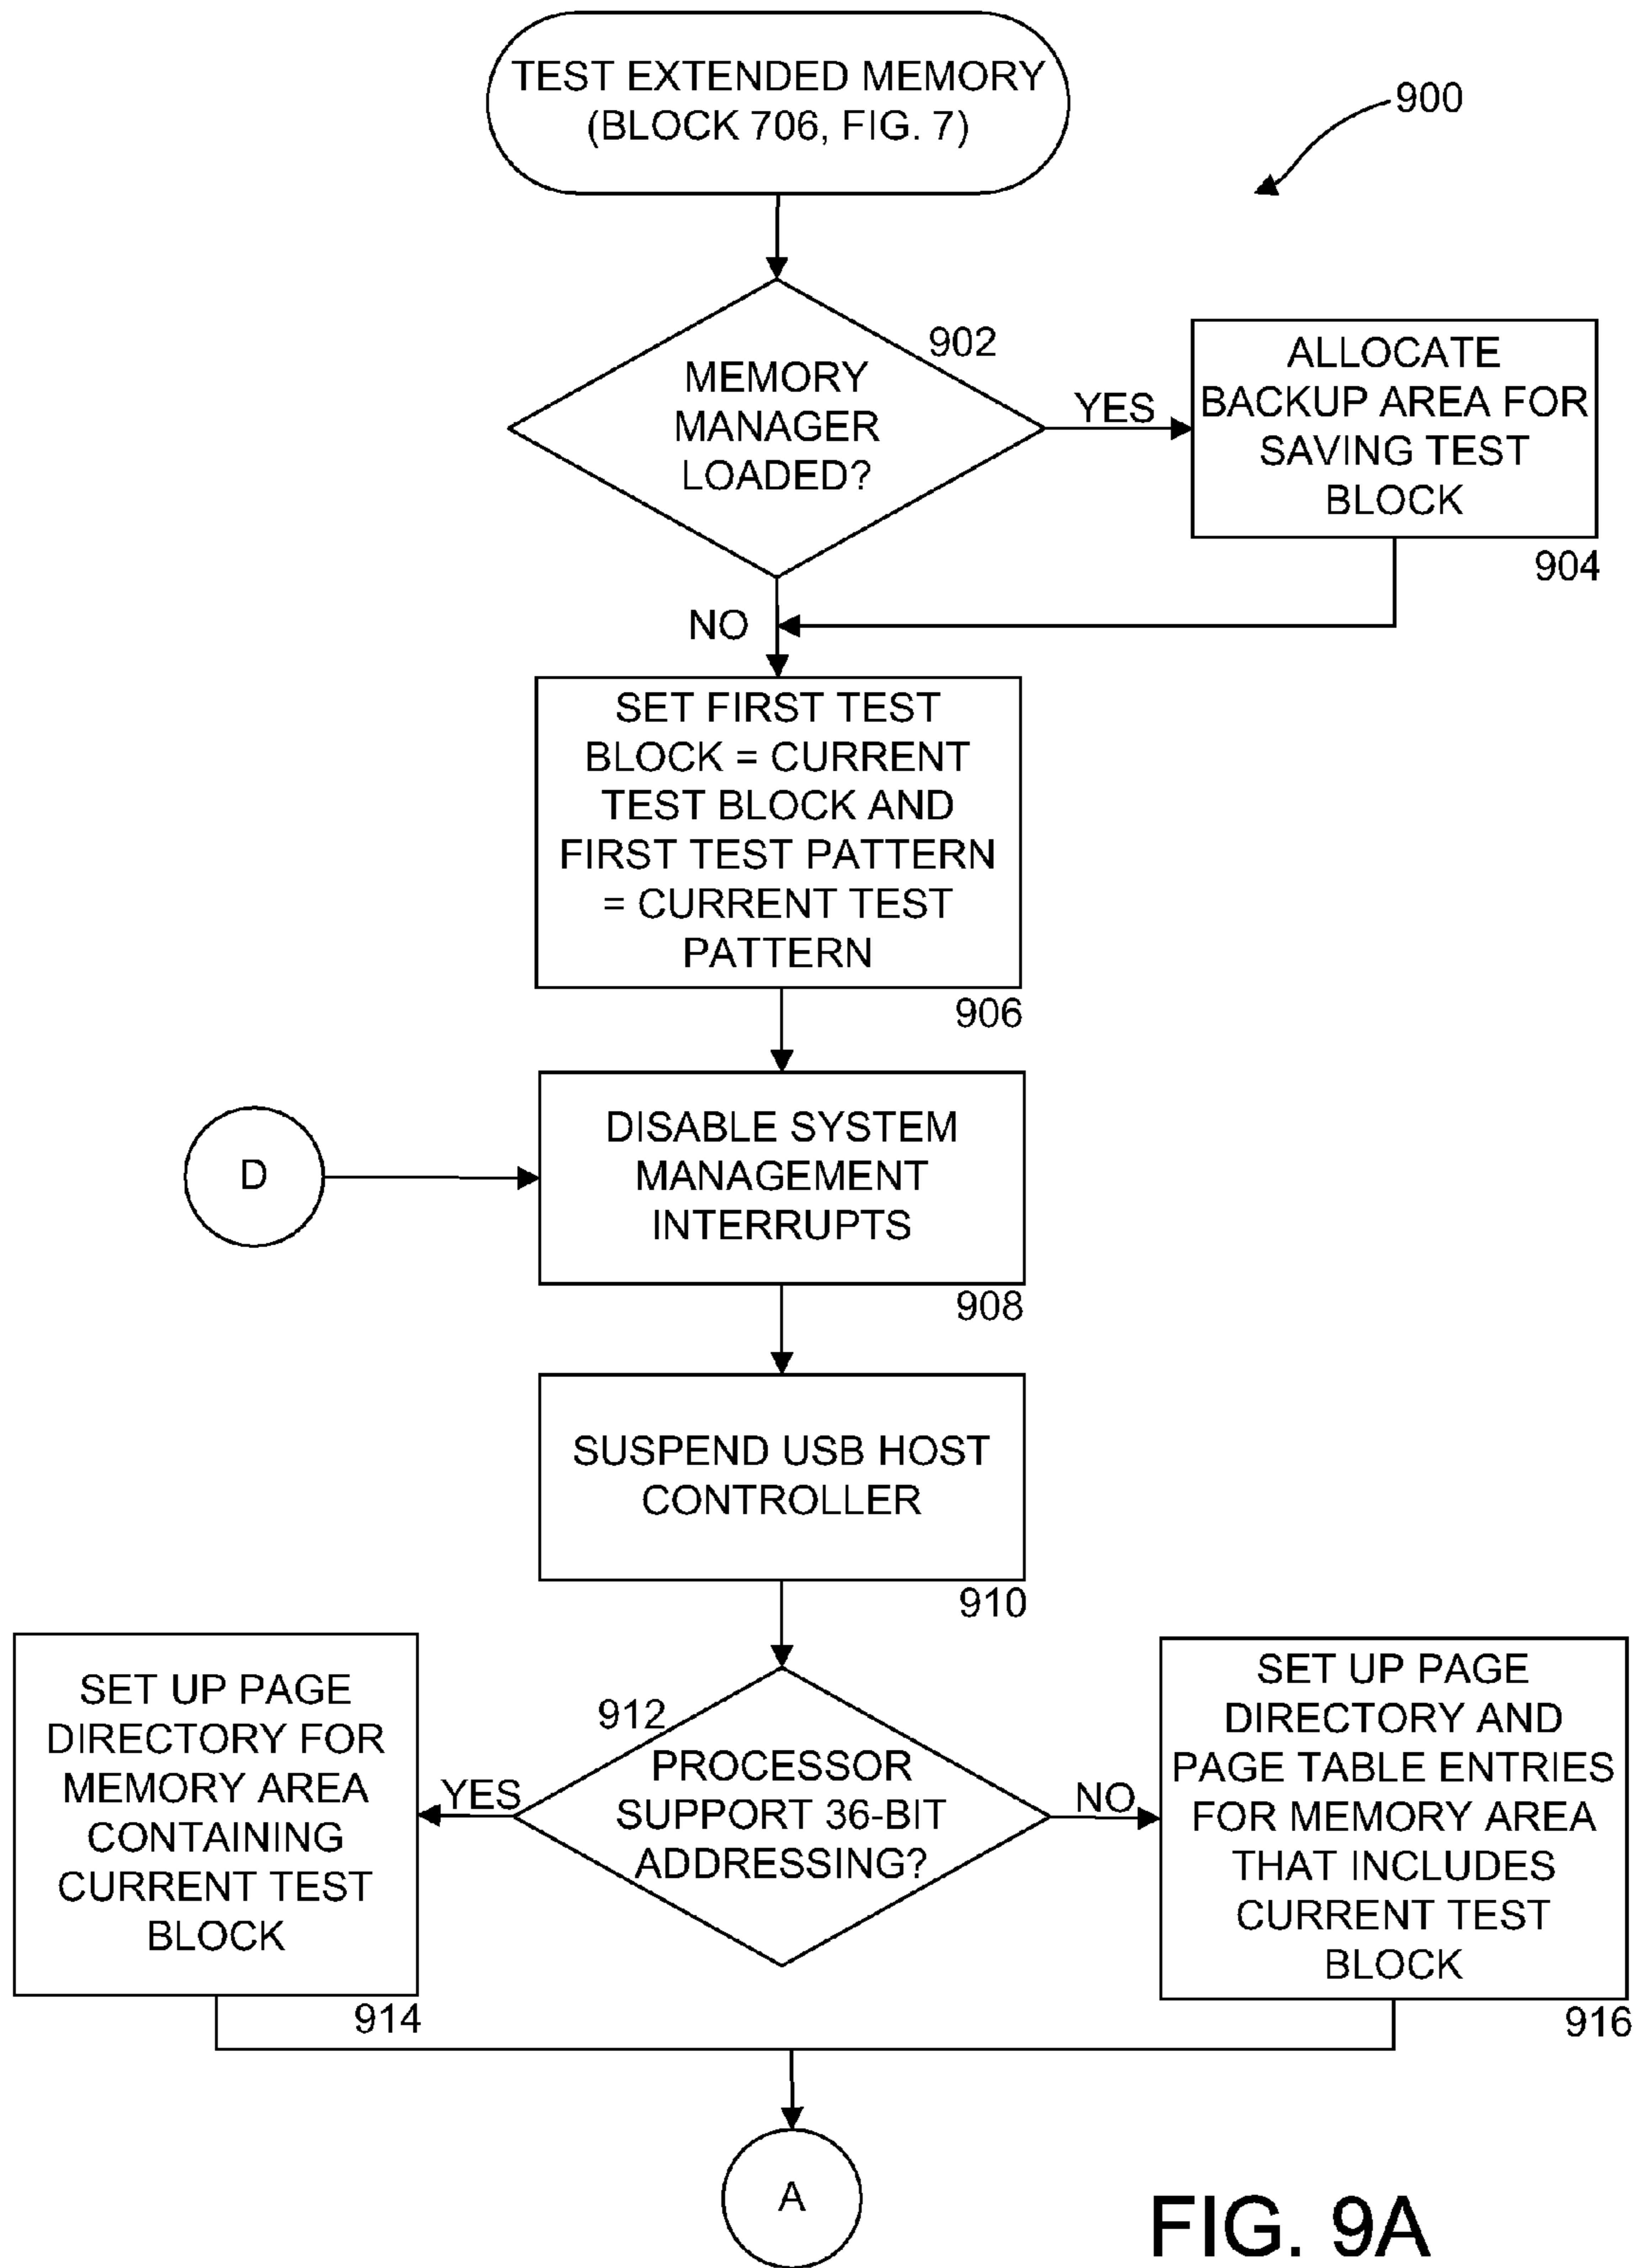 TEST EXTENDED MEMORY
(BLOCK 706, FIG. 7)
900
902
MEMORY
MANAGER
LOADED?
YES
ALLOCATE
BACKUP AREA FOR
SAVING TEST
BLOCK
904
NO
SET FIRST TEST
BLOCK = CURRENT
TEST BLOCK AND
FIRST TEST PATTERN
= CURRENT TEST
PATTERN
906
D
DISABLE SYSTEM
MANAGEMENT
INTERRUPTS
908
SUSPEND USB HOST
CONTROLLER
910
912
PROCESSOR
SUPPORT 36-BIT
ADDRESSING?
YES
SET UP PAGE
DIRECTORY FOR
MEMORY AREA
CONTAINING
CURRENT TEST
BLOCK
914
NO
SET UP PAGE
DIRECTORY AND
PAGE TABLE ENTRIES
FOR MEMORY AREA
THAT INCLUDES
CURRENT TEST
BLOCK
916
A
FIG. 9A